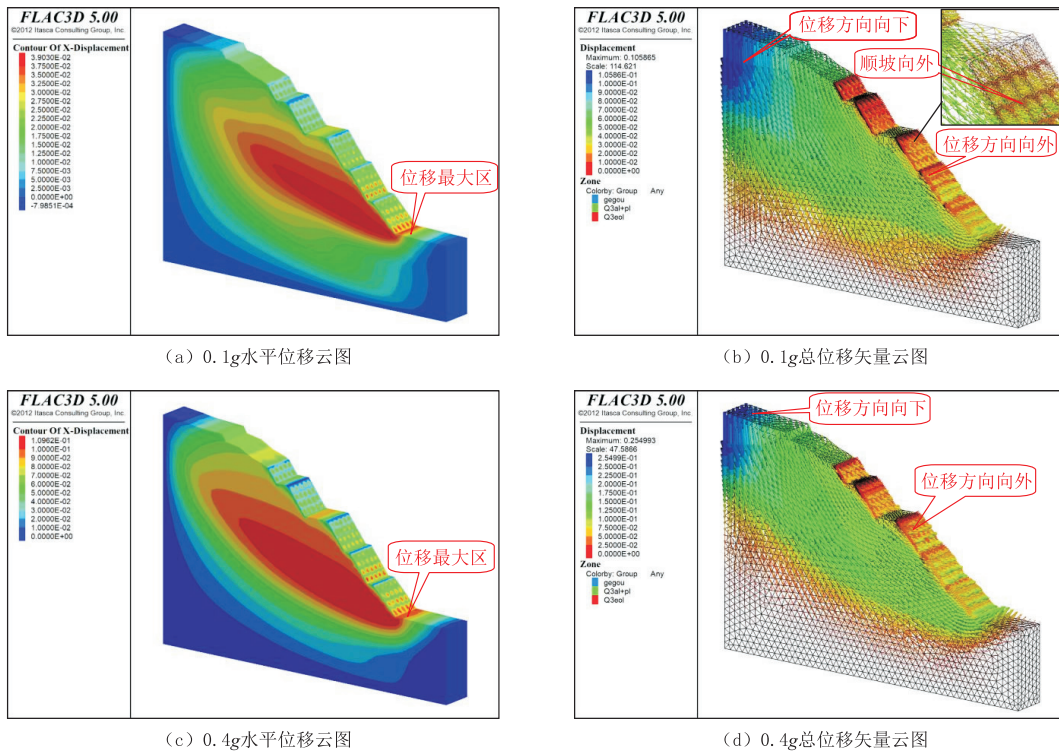 FLAC3D 5.00
©2012 Itasca Consulting Group, Inc.
Contour Of X-Displacement
3.9030E-02
3.7500E-02
3.5000E-02
3.2500E-02
3.0000E-02
2.7500E-02
2.5000E-02
2.2500E-02
2.0000E-02
1.7500E-02
1.5000E-02
1.2500E-02
1.0000E-02
7.5000E-03
5.0000E-03
2.5000E-03
0.0000E+00
-7.9851E-04
位移最大区
(a) 0.1g水平位移云图
FLAC3D 5.00
©2012 Itasca Consulting Group, Inc.
Displacement
Maximum: 0.105865
Scale: 114.621
1.0586E-01
1.0000E-01
9.0000E-02
8.0000E-02
7.0000E-02
6.0000E-02
5.0000E-02
4.0000E-02
3.0000E-02
2.0000E-02
1.0000E-02
0.0000E+00
Zone
Colorby: Group Any
gegou
Q3al+pl
Q3eol
位移方向向下
顺坡向外
位移方向向外
(b) 0.1g总位移矢量云图
FLAC3D 5.00
©2012 Itasca Consulting Group, Inc.
Contour Of X-Displacement
1.0962E-01
1.0000E-01
9.0000E-02
8.0000E-02
7.0000E-02
6.0000E-02
5.0000E-02
4.0000E-02
3.0000E-02
2.0000E-02
1.0000E-02
0.0000E+00
位移最大区
(c) 0.4g水平位移云图
FLAC3D 5.00
©2012 Itasca Consulting Group, Inc.
Displacement
Maximum: 0.254993
Scale: 47.5866
2.5499E-01
2.5000E-01
2.2500E-01
2.0000E-01
1.7500E-01
1.5000E-01
1.2500E-01
1.0000E-01
7.5000E-02
5.0000E-02
2.5000E-02
0.0000E+00
Zone
Colorby: Group Any
gegou
Q3al+pl
Q3eol
位移方向向下
位移方向向外
(d) 0.4g总位移矢量云图